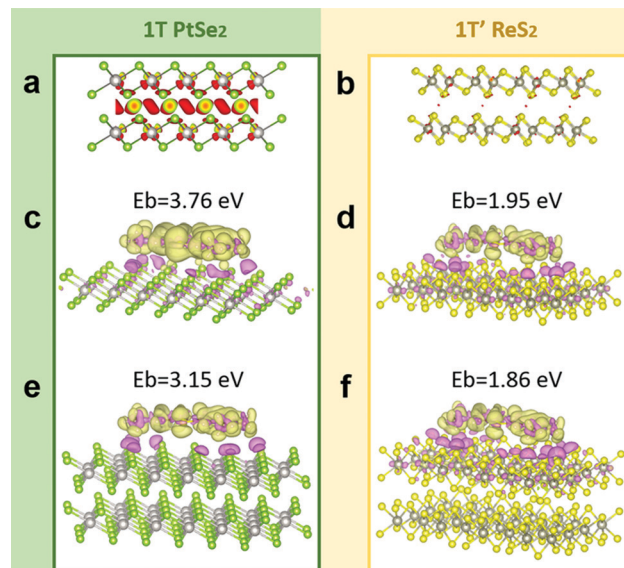 1T PtSe₂ 1T’ ReS₂
a b
Eb=3.76 eV Eb=1.95 eV
c d
Eb=3.15 eV Eb=1.86 eV
e f